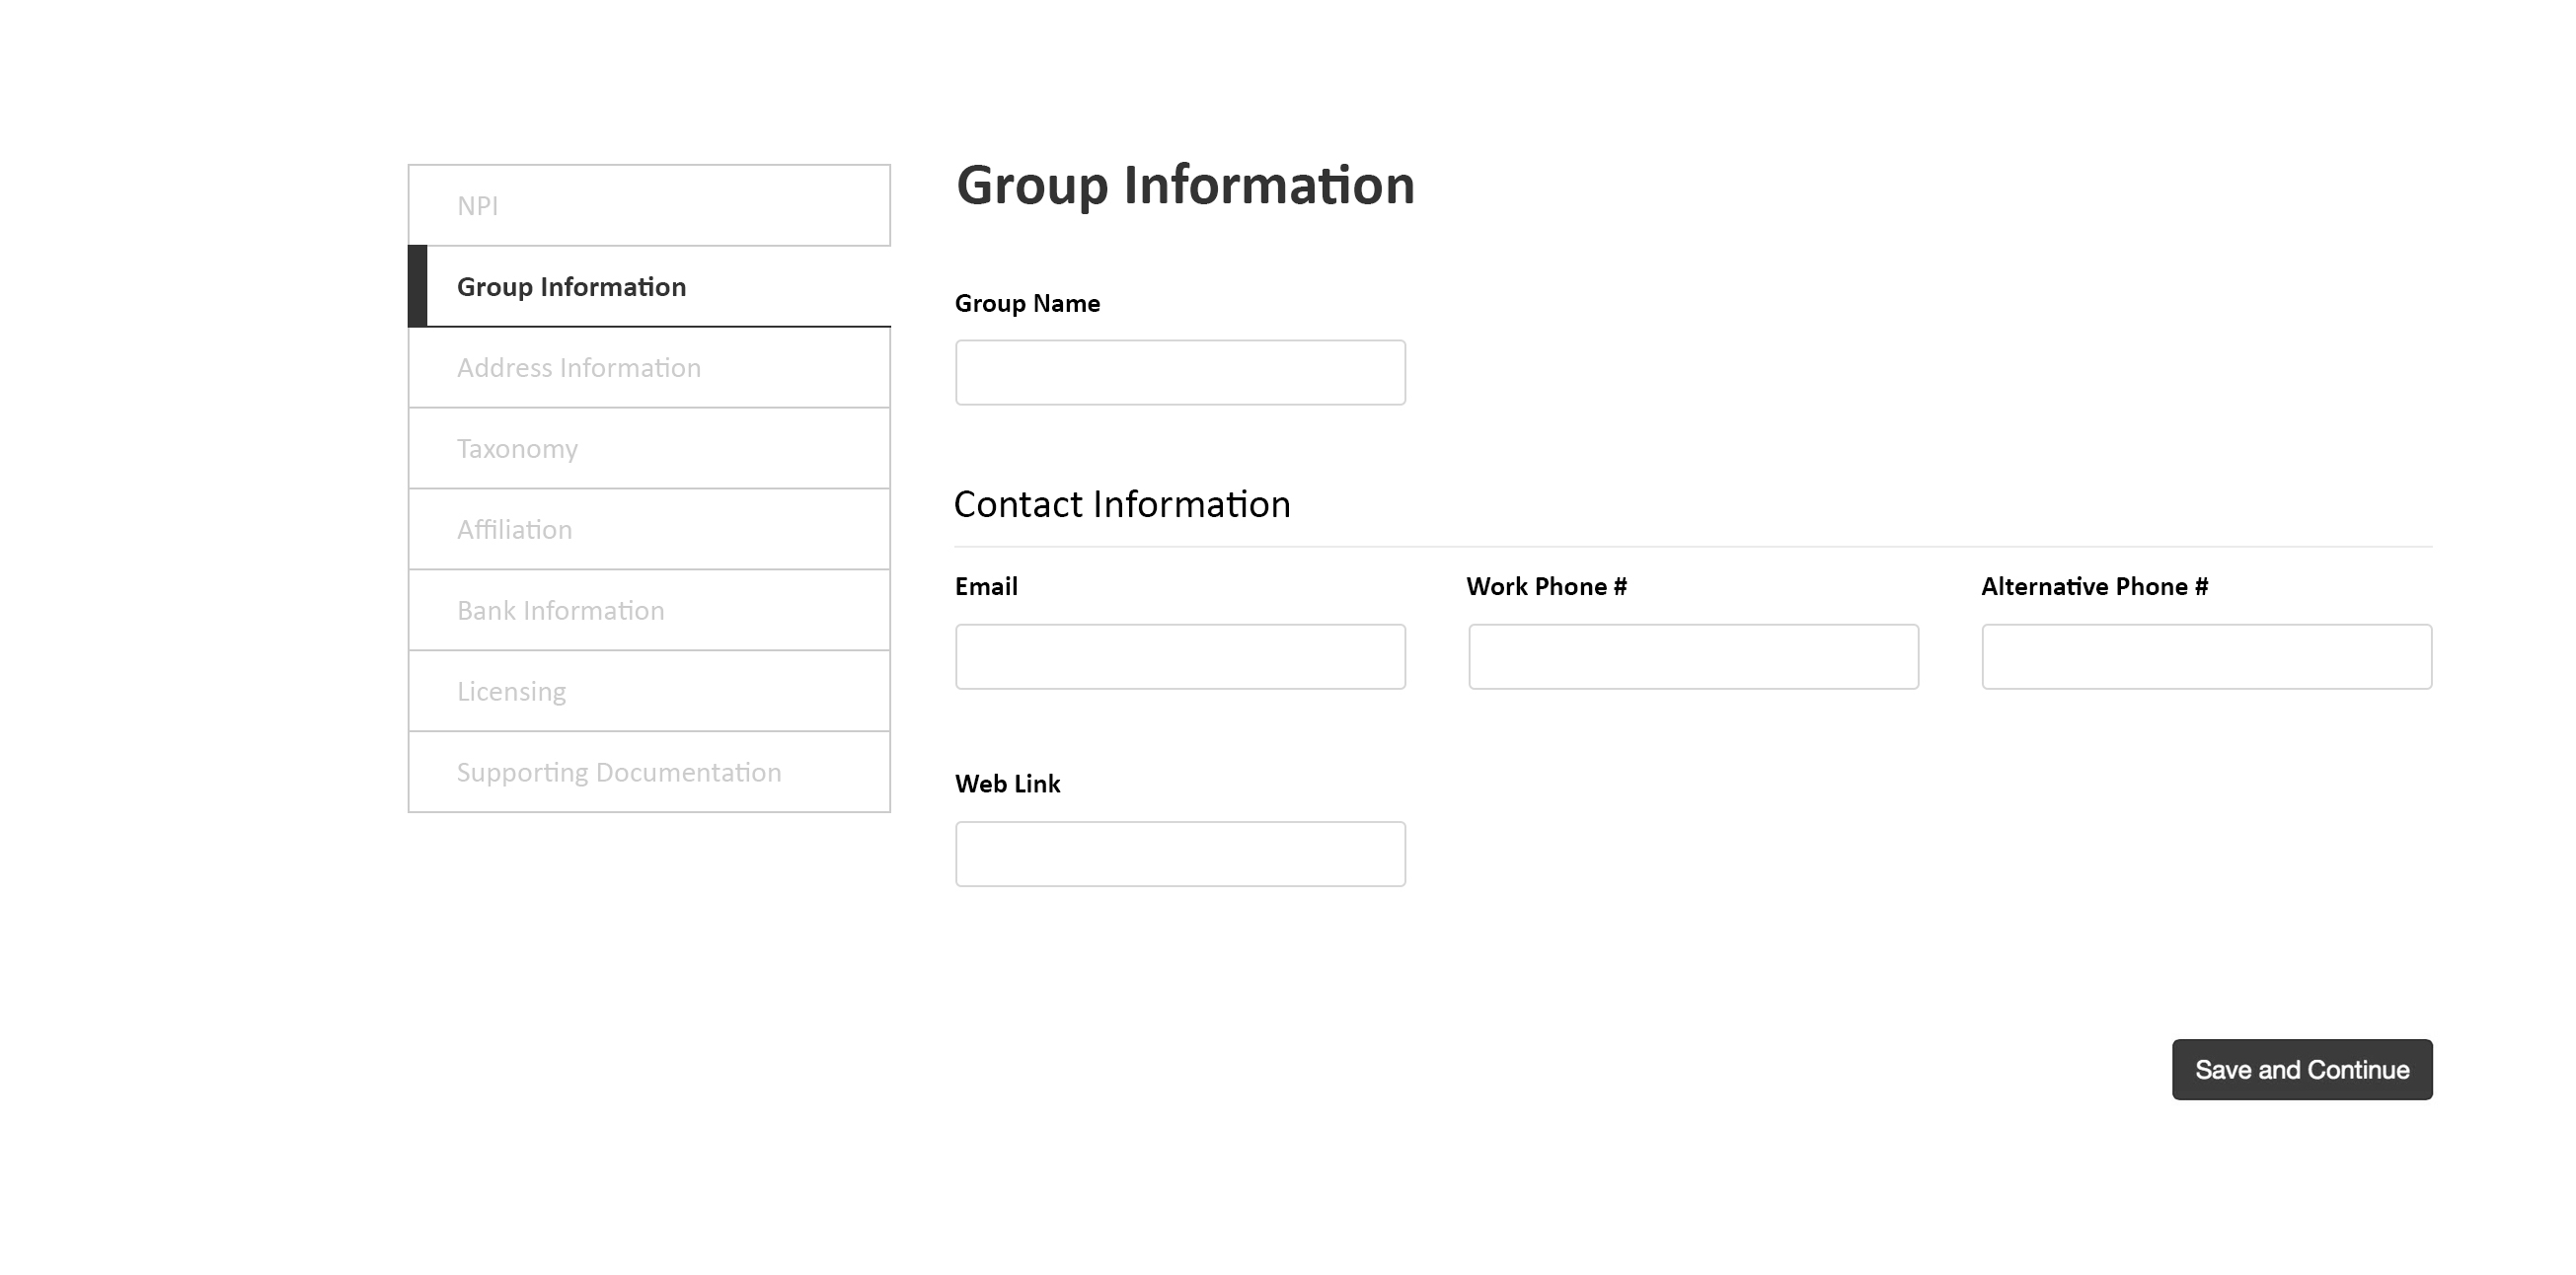 NPI
Group Information
Address Information
Taxonomy
Affiliation
Bank Information
Licensing
Supporting Documentation
Group Information
Group Name
Contact Information
Email
Work Phone #
Alternative Phone #
Web Link
Save and Continue